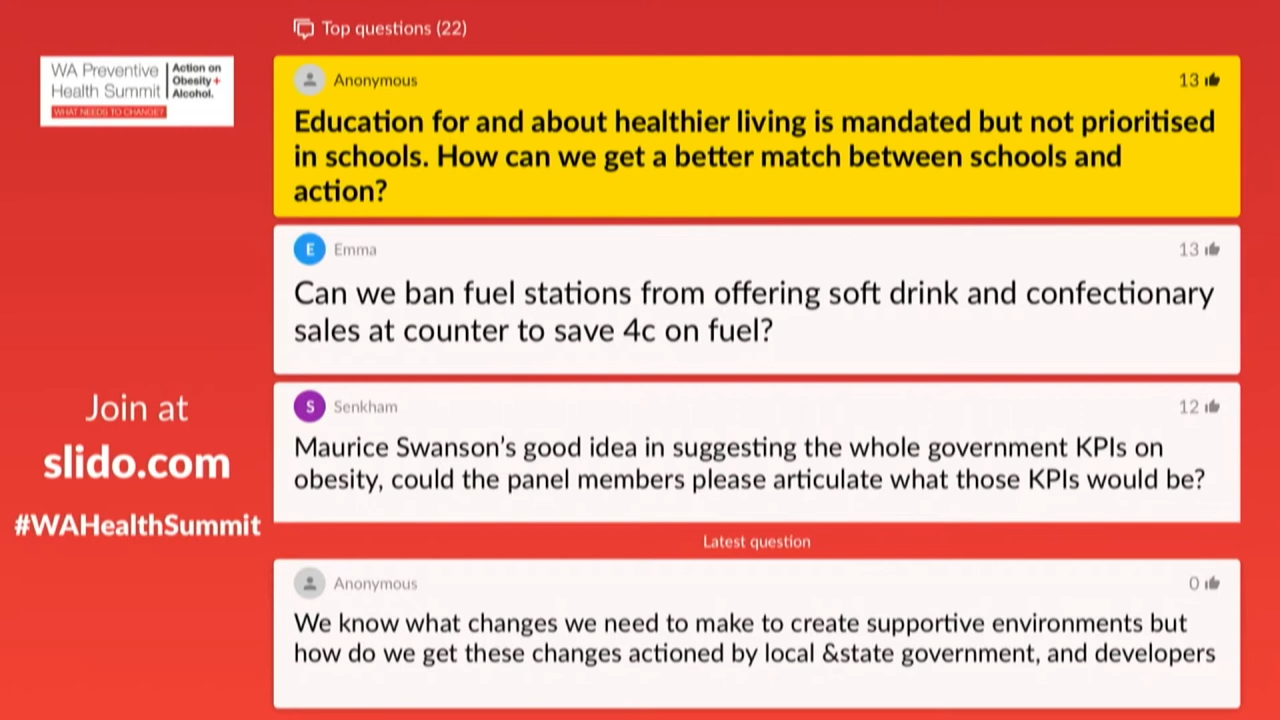 Top questions (22)
WA Preventive
Health Summit
Action on
Obesity+
Alcohol.
WHAT NEEDS TO CHANGE?
Anonymous
13
Education for and about healthier living is mandated but not prioritised
in schools. How can we get a better match between schools and
action?
E
Emma
13
Can we ban fuel stations from offering soft drink and confectionary
sales at counter to save 4c on fuel?
S
Senkham
12
Maurice Swanson's good idea in suggesting the whole government KPIs on
obesity, could the panel members please articulate what those KPIs would be?
Join at
slido.com
#WAHealthSummit
Latest question
Anonymous
0
We know what changes we need to make to create supportive environments but
how do we get these changes actioned by local &state government, and developers